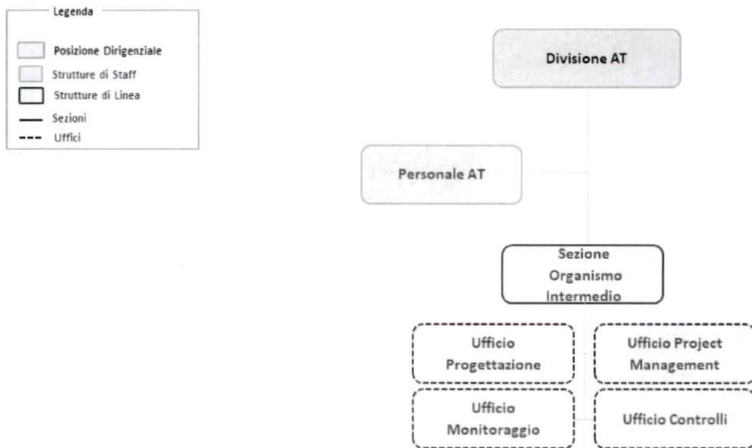 Legenda
Posizione Dirigenziale
Strutture di Staff
Strutture di Linea
Sezioni
Uffici
Divisione AT
Personale AT
Sezione
Organismo
Intermedio
Ufficio
Progettazione
Ufficio Project
Management
Ufficio
Monitoraggio
Ufficio Controlli